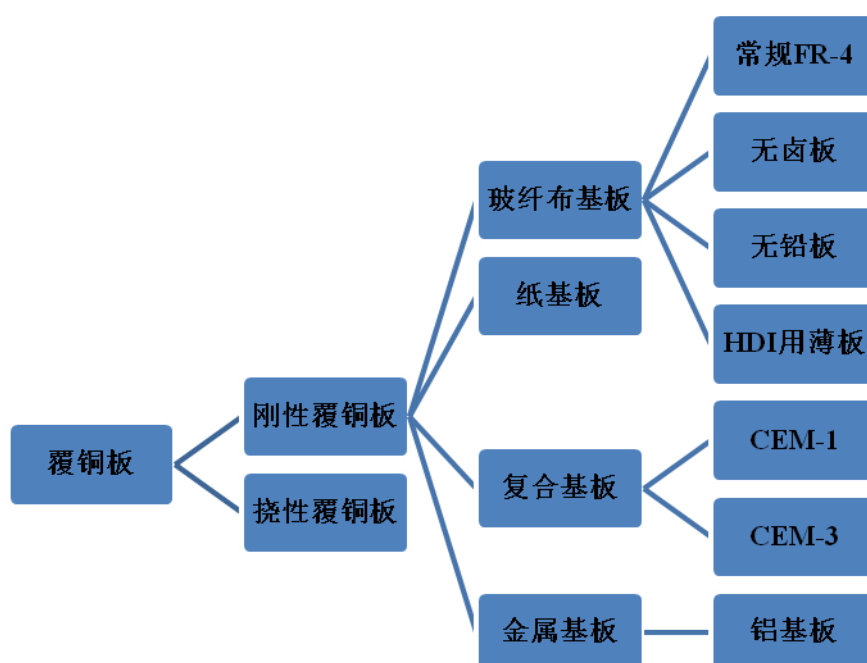 常规FR-4
无卤板
玻纤布基板
无铅板
纸基板
HDI用薄板
刚性覆铜板
CEM-1
覆铜板
复合基板
挠性覆铜板
CEM-3
金属基板
铝基板